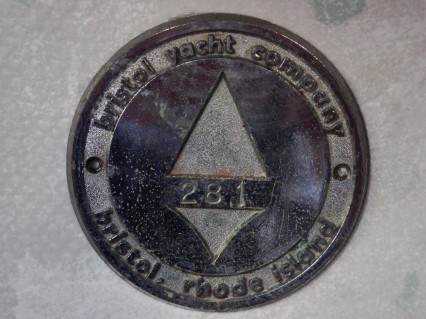 bristol yacht company
28.1
bristol, rhode island